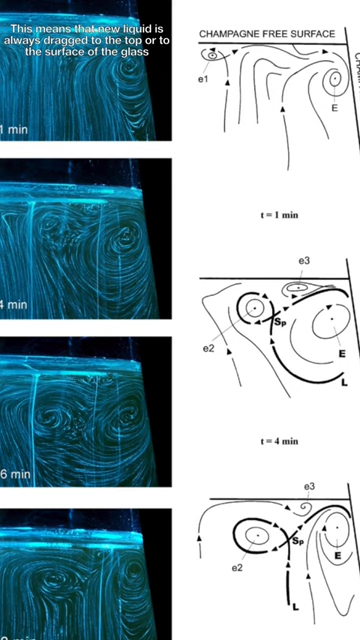 This means that new liquid is
always dragged to the top or to
the surface of the glass
1 min
CHAMPAGNE FREE SURFACE
e1
E
t = 1 min
4 min
e3
Sp
e2
E
L
t = 4 min
6 min
e3
Sp
e2
E
L